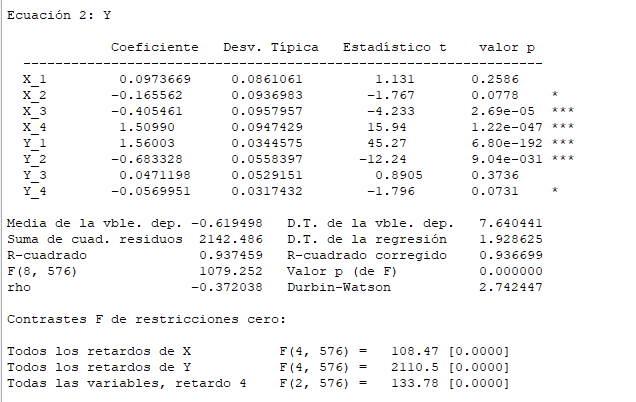 Ecuación 2: Y
Coeficiente Desv. Típica Estadístico t valor p
------------------------------------------------------------------
X_1 0.0973669 0.0861061 1.131 0.2586
X_2 -0.165562 0.0936983 -1.767 0.0778 *
X_3 -0.405461 0.0957957 -4.233 2.69e-05 ***
X_4 1.50990 0.0947429 15.94 1.22e-047 ***
Y_1 1.56003 0.0344575 45.27 6.80e-192 ***
Y_2 -0.683328 0.0558397 -12.24 9.04e-031 ***
Y_3 0.0471198 0.0529151 0.8905 0.3736
Y_4 -0.0569951 0.0317432 -1.796 0.0731 *
Media de la vble. dep. -0.619498 D.T. de la vble. dep. 7.640441
Suma de cuad. residuos 2142.486 D.T. de la regresión 1.928625
R-cuadrado 0.937459 R-cuadrado corregido 0.936699
F(8, 576) 1079.252 Valor p (de F) 0.000000
rho -0.372038 Durbin-Watson 2.742447
Contrastes F de restricciones cero:
Todos los retardos de X F(4, 576) = 108.47 [0.0000]
Todos los retardos de Y F(4, 576) = 2110.5 [0.0000]
Todas las variables, retardo 4 F(2, 576) = 133.78 [0.0000]